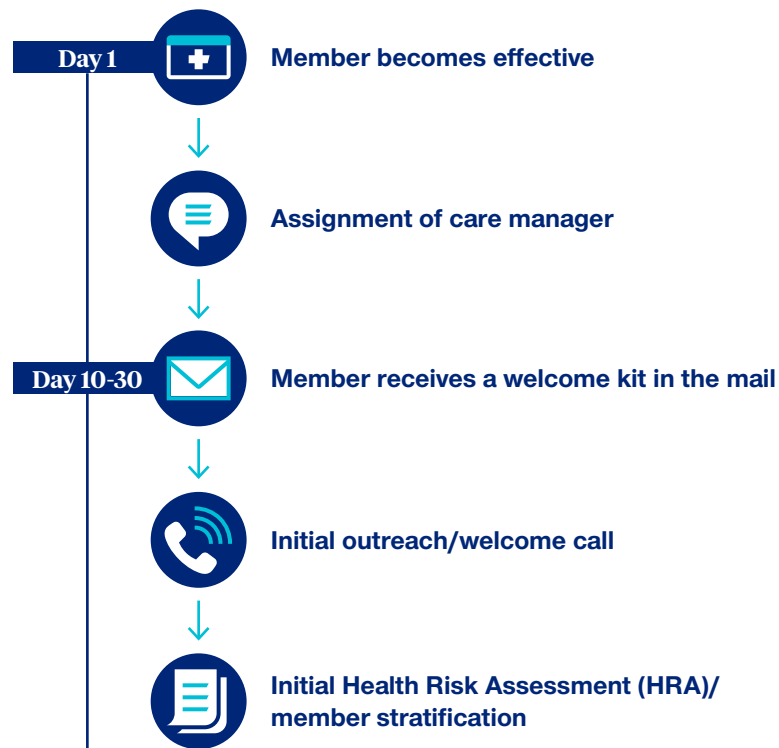 Day 1
Member becomes effective
Assignment of care manager
Day 10-30
Member receives a welcome kit in the mail
Initial outreach/welcome call
Initial Health Risk Assessment (HRA)/
member stratification